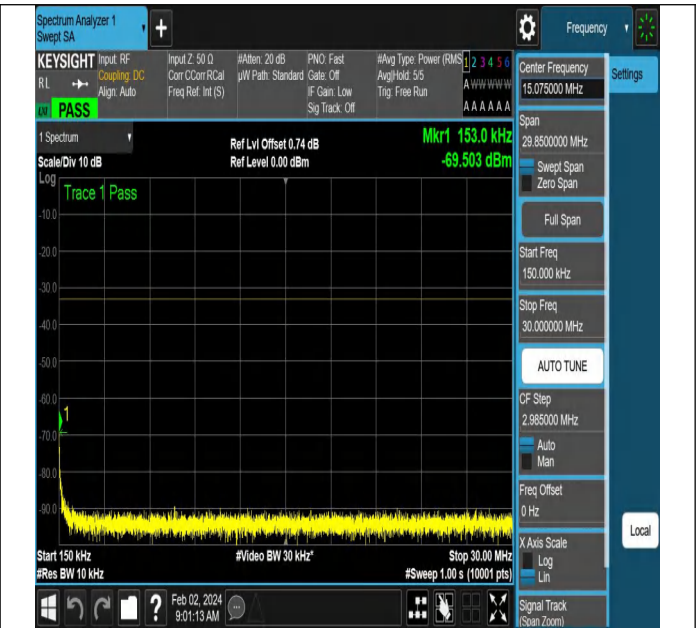 Spectrum Analyzer 1
Swept SA
Frequency
KEYSIGHT
RL
PASS
Input: RF
Coupling: DC
Align: Auto
Input Z: 50 Ω
Corr CCorr RCal
Freq Ref: Int (S)
#Atten: 20 dB
µW Path: Standard
PNO: Fast
Gate: Off
IF Gain: Low
Sig Track: Off
#Avg Type: Power (RMS)
Avg|Hold: 5/5
Trig: Free Run
1 2 3 4 5 6
A W W W W W
A A A A A A
1 Spectrum
Scale/Div 10 dB
Ref Lvl Offset 0.74 dB
Ref Level 0.00 dBm
Mkr1 153.0 kHz
-69.503 dBm
Log
Trace 1 Pass
-10.0
-20.0
-30.0
-40.0
-50.0
-60.0
1
-70.0
-80.0
-90.0
Start 150 kHz
#Res BW 10 kHz
#Video BW 30 kHz*
Stop 30.00 MHz
#Sweep 1.00 s (10001 pts)
Center Frequency
15.075000 MHz
Settings
Span
29.8500000 MHz
Swept Span
Zero Span
Full Span
Start Freq
150.000 kHz
Stop Freq
30.000000 MHz
AUTO TUNE
CF Step
2.985000 MHz
Auto
Man
Freq Offset
0 Hz
X Axis Scale
Log
Lin
Local
Signal Track
(Span Zoom)
?
Feb 02, 2024
9:01:13 AM